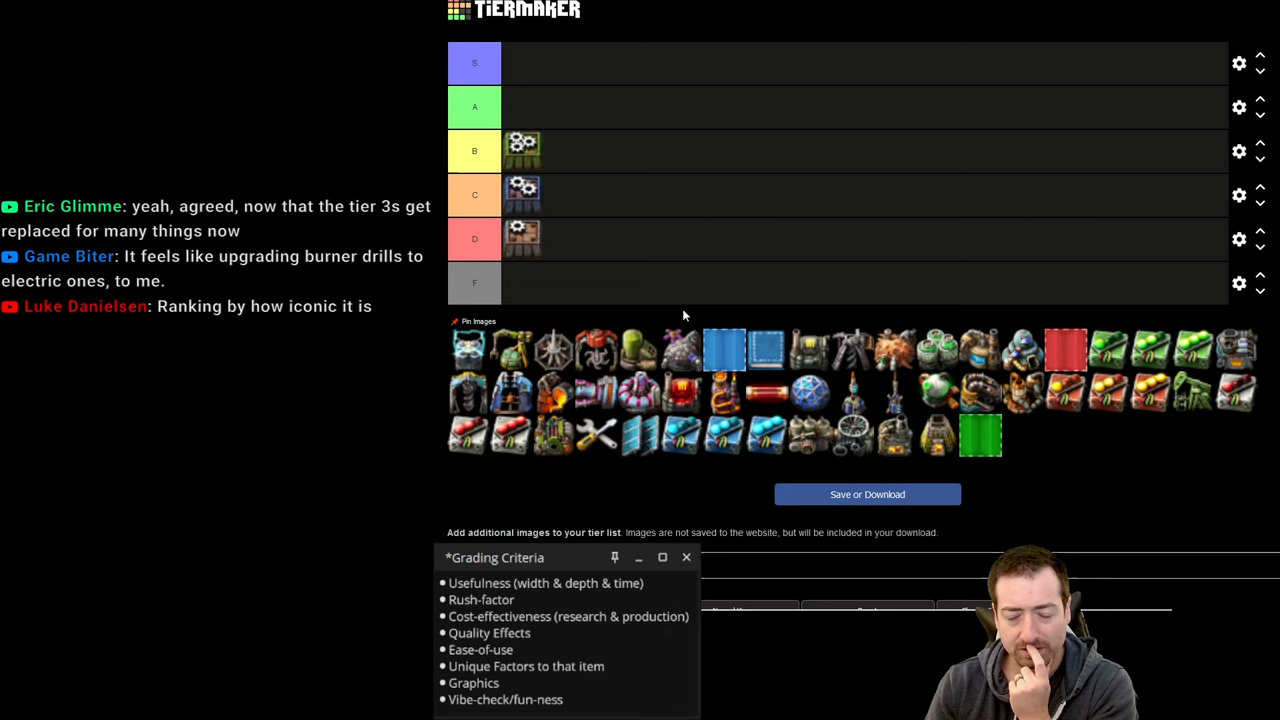 TiERMAKER
S
A
B
C
D
F
Eric Glimme: yeah, agreed, now that the tier 3s get
replaced for many things now
Game Biter: It feels like upgrading burner drills to
electric ones, to me.
Luke Danielsen: Ranking by how iconic it is
Pin Images
Save or Download
Add additional images to your tier list. Images are not saved to the website, but will be included in your download.
*Grading Criteria
• Usefulness (width & depth & time)
• Rush-factor
• Cost-effectiveness (research & production)
• Quality Effects
• Ease-of-use
• Unique Factors to that item
• Graphics
• Vibe-check/fun-ness